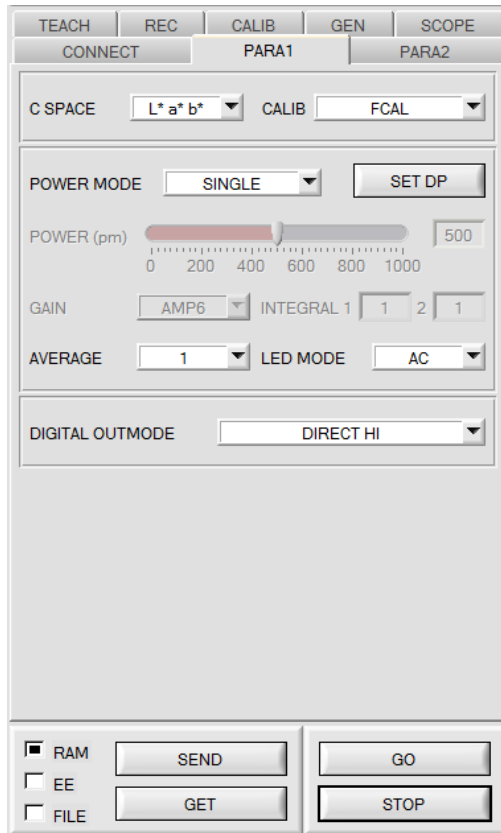 TEACH REC CALIB GEN SCOPE
CONNECT PARA1 PARA2
C SPACE L* a* b* CALIB FCAL
POWER MODE SINGLE SET DP
POWER (pm) 500
0 200 400 600 800 1000
GAIN AMP6 INTEGRAL 1 1 2 1
AVERAGE 1 LED MODE AC
DIGITAL OUTMODE DIRECT HI
RAM SEND GO
EE
GET STOP
FILE